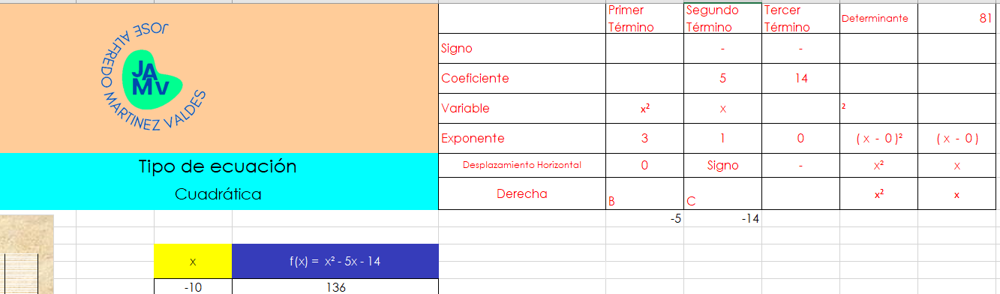 JOSE ALFREDO MARTINEZ VALDES
JA
MV
Primer Término Segundo Término Tercer Término Determinante 81
Signo - -
Coeficiente 5 14
Variable x² x ²
Exponente 3 1 0 ( x - 0 )² ( x - 0 )
Tipo de ecuación
Desplazamiento Horizontal 0 Signo - x² x
Cuadrática
Derecha B C x² x
-5 -14
x f(x) = x² - 5x - 14
-10 136